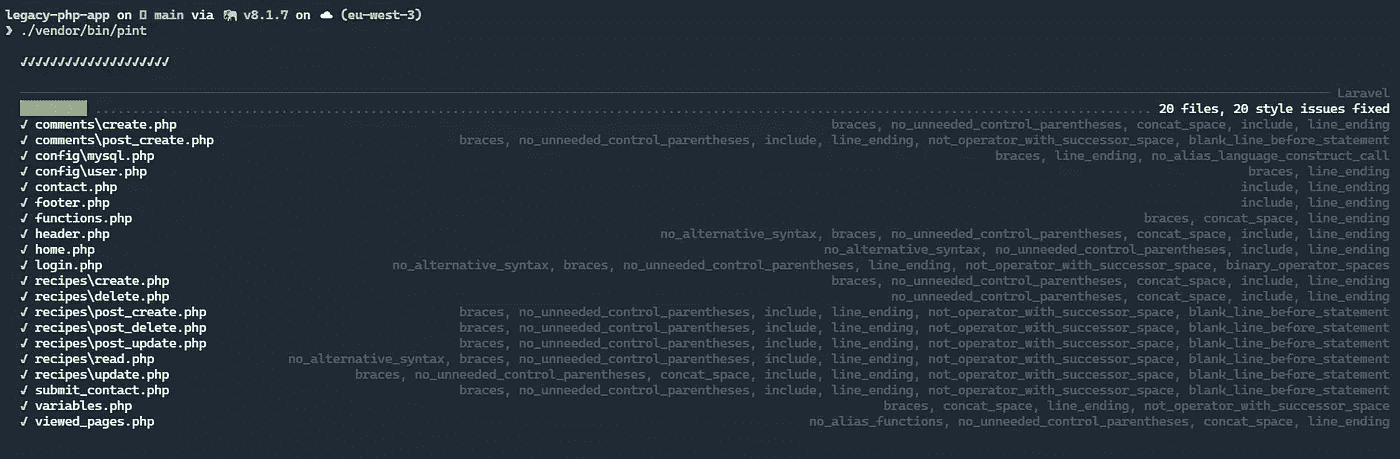 legacy-php-app on main via 🐘 v8.1.7 on ☁ (eu-west-3)
❯ ./vendor/bin/pint
✓✓✓✓✓✓✓✓✓✓✓✓✓✓✓✓✓✓✓✓
Laravel
20 files, 20 style issues fixed
✓ comments\create.php braces, no_unneeded_control_parentheses, concat_space, include, line_ending
✓ comments\post_create.php braces, no_unneeded_control_parentheses, include, line_ending, not_operator_with_successor_space, blank_line_before_statement
✓ config\mysql.php braces, line_ending, no_alias_language_construct_call
✓ config\user.php braces, line_ending
✓ contact.php include, line_ending
✓ footer.php include, line_ending
✓ functions.php braces, concat_space, line_ending
✓ header.php no_alternative_syntax, braces, no_unneeded_control_parentheses, concat_space, include, line_ending
✓ home.php no_alternative_syntax, no_unneeded_control_parentheses, include, line_ending
✓ login.php no_alternative_syntax, braces, no_unneeded_control_parentheses, line_ending, not_operator_with_successor_space, binary_operator_spaces
✓ recipes\create.php braces, no_unneeded_control_parentheses, concat_space, include, line_ending
✓ recipes\delete.php no_unneeded_control_parentheses, concat_space, include, line_ending
✓ recipes\post_create.php braces, no_unneeded_control_parentheses, include, line_ending, not_operator_with_successor_space, blank_line_before_statement
✓ recipes\post_delete.php braces, no_unneeded_control_parentheses, include, line_ending, not_operator_with_successor_space, blank_line_before_statement
✓ recipes\post_update.php braces, no_unneeded_control_parentheses, include, line_ending, not_operator_with_successor_space, blank_line_before_statement
✓ recipes\read.php no_alternative_syntax, braces, no_unneeded_control_parentheses, include, line_ending, not_operator_with_successor_space, blank_line_before_statement
✓ recipes\update.php braces, no_unneeded_control_parentheses, concat_space, include, line_ending, not_operator_with_successor_space, blank_line_before_statement
✓ submit_contact.php braces, no_unneeded_control_parentheses, include, line_ending, not_operator_with_successor_space, blank_line_before_statement
✓ variables.php braces, concat_space, line_ending, not_operator_with_successor_space
✓ viewed_pages.php no_alias_functions, no_unneeded_control_parentheses, concat_space, line_ending